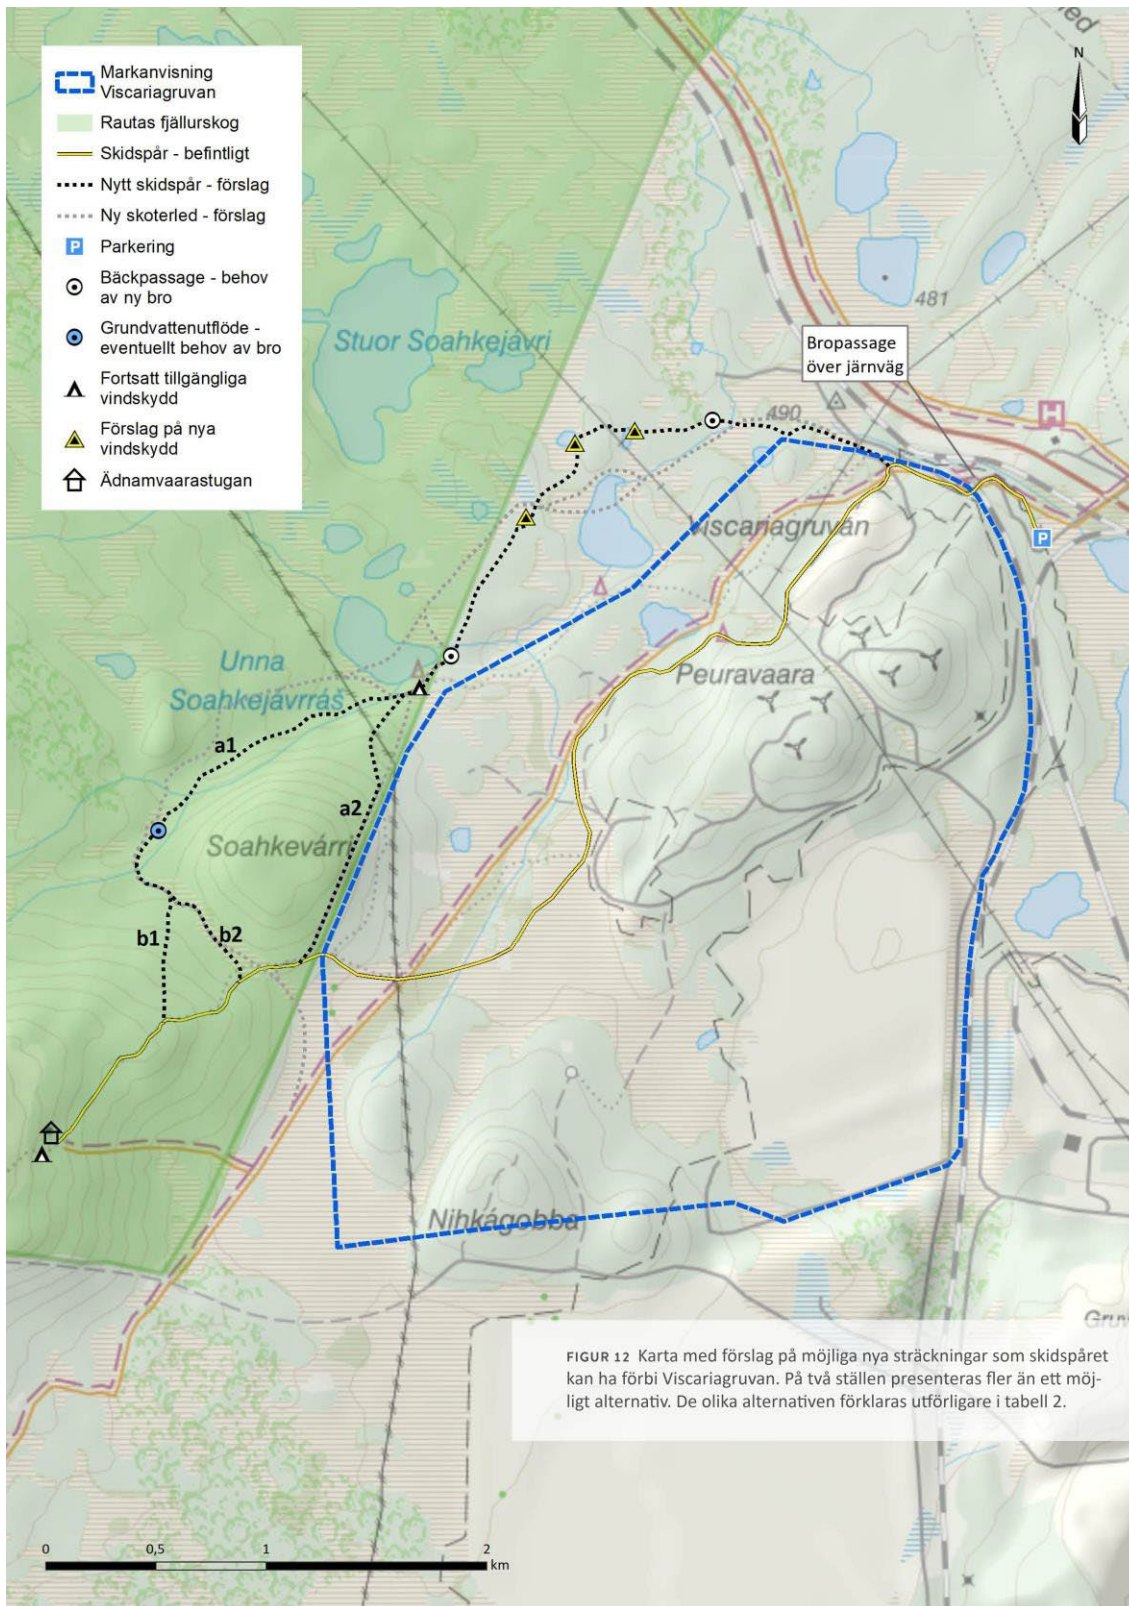 Markanvisning
Viscariagruvan
Rautas fjällurskog
Skidspår - befintligt
Nytt skidspår - förslag
Ny skoterled - förslag
P
Parkering
Bäckpassage - behov
av ny bro
Grundvattenutflöde -
eventuellt behov av bro
Fortsatt tillgängliga
vindskydd
Förslag på nya
vindskydd
Ädnamvaarastugan
N
481
Stuor Soahkejávri
Bropassage
över järnväg
490
H
Viscariagruvan
P
Unna
Soahkejávrráš
Peuravaara
a1
a2
Soahkevárri
b1
b2
Nihkágobba
FIGUR 12 Karta med förslag på möjliga nya sträckningar som skidspåret
kan ha förbi Viscariagruvan. På två ställen presenteras fler än ett möj-
ligt alternativ. De olika alternativen förklaras utförligare i tabell 2.
0 0,5 1 2
km